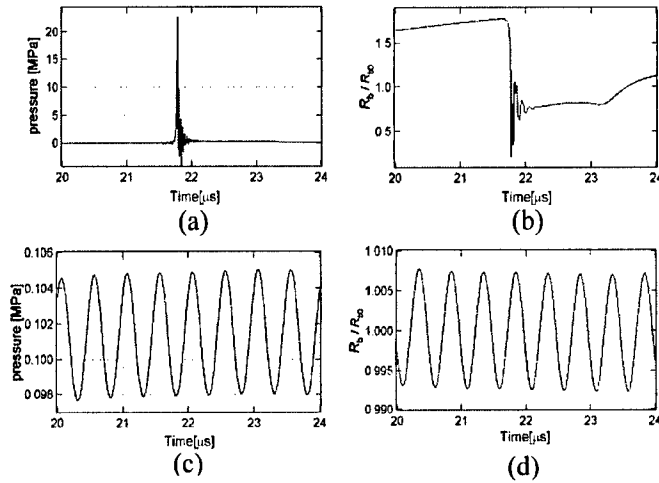 pressure [MPa]
20
15
10
5
0
20 21 22 23 24
Time[μs]
(a)
R_b / R_b0
1.5
1.0
0.5
20 21 22 23 24
Time[μs]
(b)
pressure [MPa]
0.106
0.104
0.102
0.100
0.098
20 21 22 23 24
Time[μs]
(c)
R_b / R_b0
1.010
1.005
1.000
0.995
0.990
20 21 22 23 24
Time[μs]
(d)